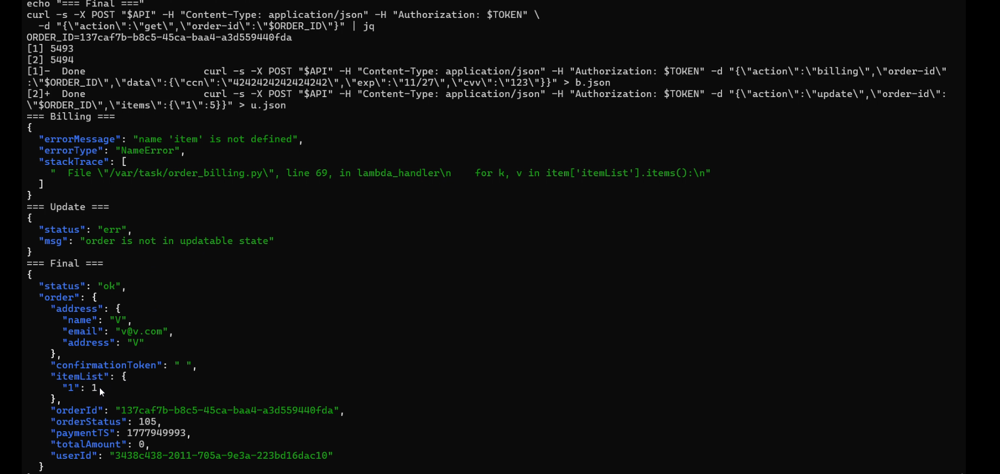 echo "=== Final ==="
curl -s -X POST "$API" -H "Content-Type: application/json" -H "Authorization: $TOKEN" \
  -d "{\"action\":\"get\",\"order-id\":\"$ORDER_ID\"}" | jq
ORDER_ID=137caf7b-b8c5-45ca-baa4-a3d559440fda
[1] 5493
[2] 5494
[1]-  Done                    curl -s -X POST "$API" -H "Content-Type: application/json" -H "Authorization: $TOKEN" -d "{\"action\":\"billing\",\"order-id\"
:\"$ORDER_ID\",\"data\":{\"ccn\":\"4242424242424242\",\"exp\":\"11/27\",\"cvv\":\"123\"}}" > b.json
[2]+  Done                    curl -s -X POST "$API" -H "Content-Type: application/json" -H "Authorization: $TOKEN" -d "{\"action\":\"update\",\"order-id\":
\"$ORDER_ID\",\"items\":{\"1\":5}}" > u.json
=== Billing ===
{
  "errorMessage": "name 'item' is not defined",
  "errorType": "NameError",
  "stackTrace": [
    "  File \"/var/task/order_billing.py\", line 69, in lambda_handler\n    for k, v in item['itemList'].items():\n"
  ]
}
=== Update ===
{
  "status": "err",
  "msg": "order is not in updatable state"
}
=== Final ===
{
  "status": "ok",
  "order": {
    "address": {
      "name": "V",
      "email": "v@v.com",
      "address": "V"
    },
    "confirmationToken": " ",
    "itemList": {
      "1": 1
    },
    "orderId": "137caf7b-b8c5-45ca-baa4-a3d559440fda",
    "orderStatus": 105,
    "paymentTS": 1777949993,
    "totalAmount": 0,
    "userId": "3438c438-2011-705a-9e3a-223bd16dac10"
  }